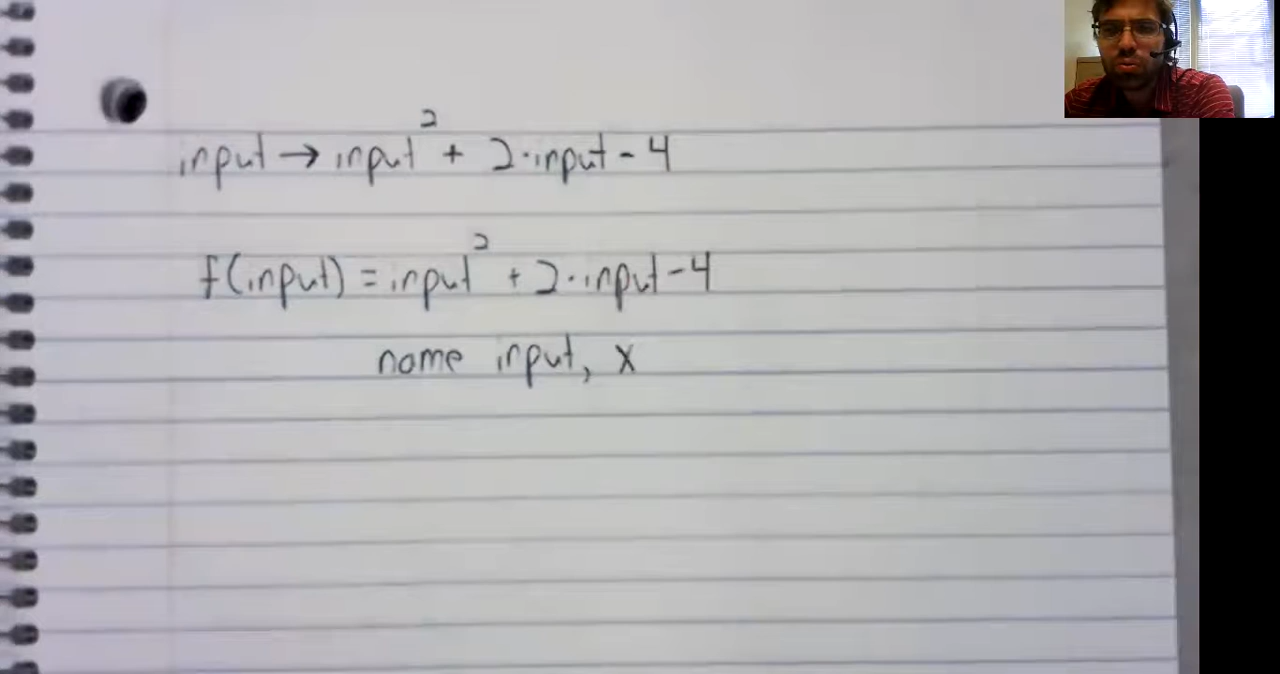 input → input² + 2·input - 4
f(input) = input² + 2·input - 4
name input, x